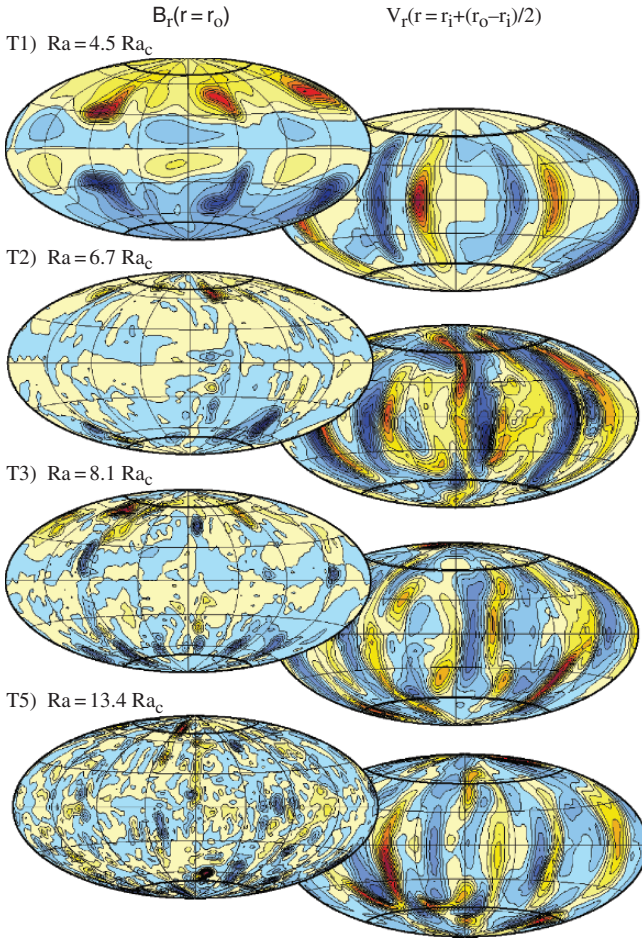 B_r(r=r_o) V_r(r=r_i+(r_o–r_i)/2)
T1) Ra=4.5 Ra_c
T2) Ra=6.7 Ra_c
T3) Ra=8.1 Ra_c
T5) Ra=13.4 Ra_c